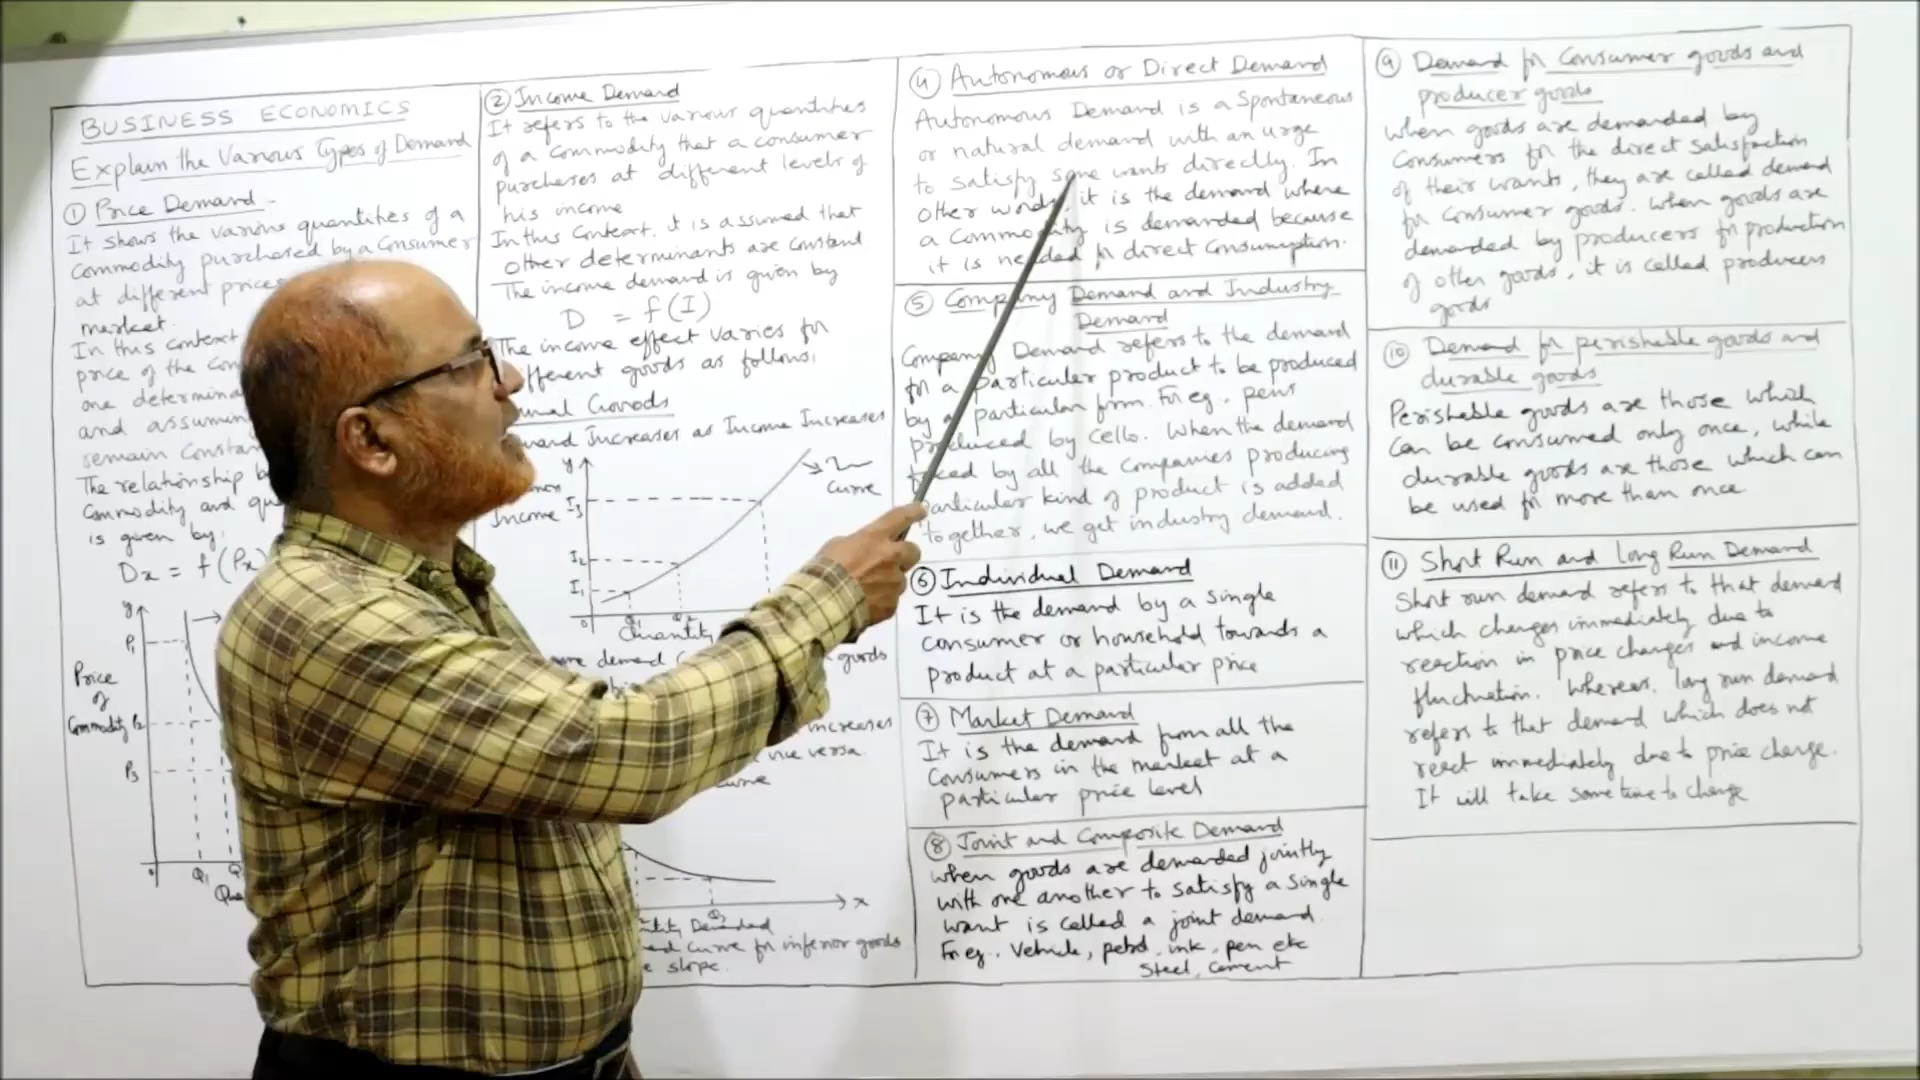 BUSINESS ECONOMICS
Explain the Various Types of Demand
① Price Demand -
It shows the various quantities of a
commodity purchased by a consumer
at different prices
market.
In this context
price of the com
one determina
and assumin
remain Constan
The relationship b
Commodity and qu
is given by
Dx = f(Px)
y
P1
Price
of
Commodity P2
P3
0
Q1
Qua
② Income Demand
It refers to the various quantities
of a commodity that a consumer
purchases at different levels of
his income
In this context, it is assumed that
other determinants are constant
The income demand is given by
D = f(I)
The income effect varies for
ifferent goods as follows,
Goods
mand Increases as Income Increases
y
Income I3
curve
I2
I1
0 Q1 Q2
Quantity
demand goods
increases
vice versa
curve
Q3
x
ntity Demanded
curve for inferior goods
slope.
④ Autonomous or Direct Demand
Autonomous Demand is a spontaneous
or natural demand with an urge
to satisfy some wants directly. In
other words, it is the demand where
a commodity is demanded because
it is needed for direct consumption.
⑤ Company Demand and Industry
Demand
Company Demand refers to the demand
for a particular product to be produced
by a particular firm. For eg. pens
produced by Cello. When the demand
faced by all the companies producing
particular kind of product is added
together, we get industry demand.
⑥ Individual Demand
It is the demand by a single
consumer or household towards a
product at a particular price
⑦ Market Demand
It is the demand from all the
consumers in the market at a
particular price level
⑧ Joint and Composite Demand
When goods are demanded jointly
with one another to satisfy a single
want is called a joint demand.
For eg. Vehicle, petrol, ink, pen etc
Steel, Cement
⑨ Demand for Consumer goods and
producer goods
When goods are demanded by
Consumers for the direct satisfaction
of their wants, they are called demand
for consumer goods. When goods are
demanded by producers for production
of other goods, it is called producers
goods
⑩ Demand for perishable goods and
durable goods
Perishable goods are those which
can be consumed only once, while
durable goods are those which can
be used for more than once
⑪ Short Run and Long Run Demand
Short run demand refers to that demand
which changes immediately due to
reaction in price changes and income
fluctuation. Whereas, long run demand
refers to that demand which does not
react immediately due to price change.
It will take some time to change